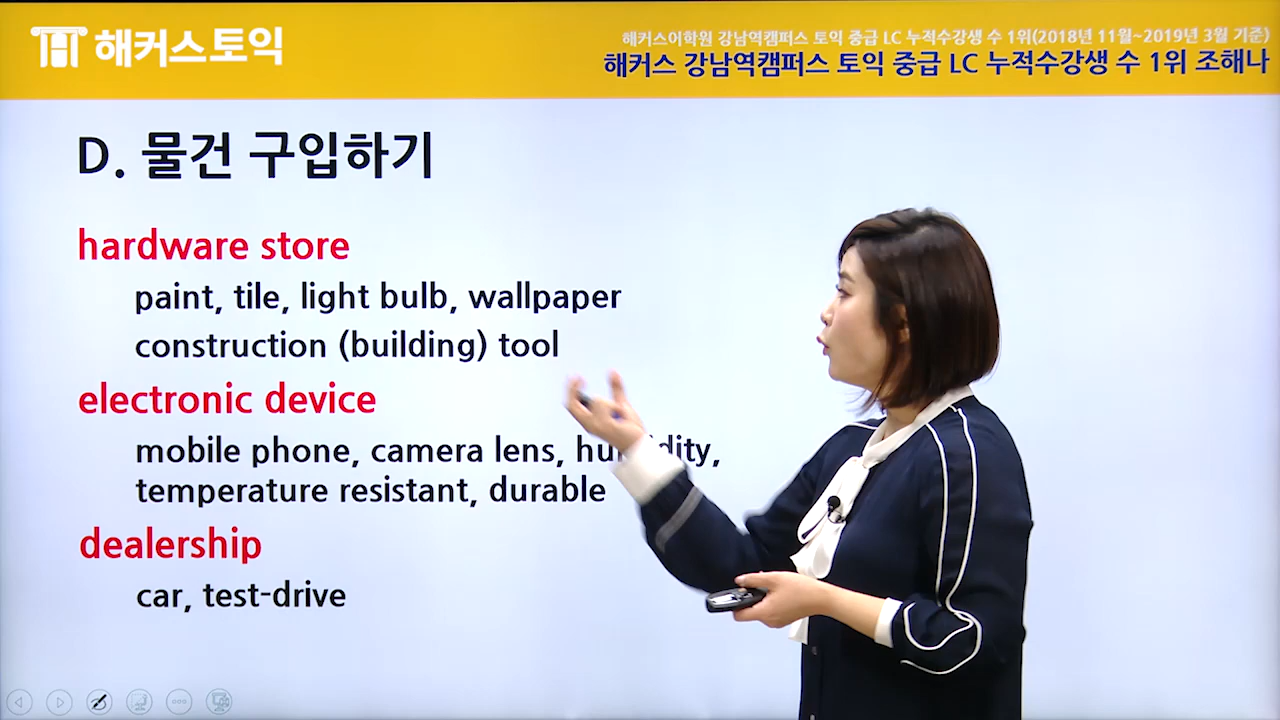 해커스토익
해커스어학원 강남역캠퍼스 토익 중급 LC 누적수강생 수 1위(2018년 11월~2019년 3월 기준)
해커스 강남역캠퍼스 토익 중급 LC 누적수강생 수 1위 조해나
D. 물건 구입하기
hardware store
paint, tile, light bulb, wallpaper
construction (building) tool
electronic device
mobile phone, camera lens,
temperature resistant, durable
dealership
car, test-drive